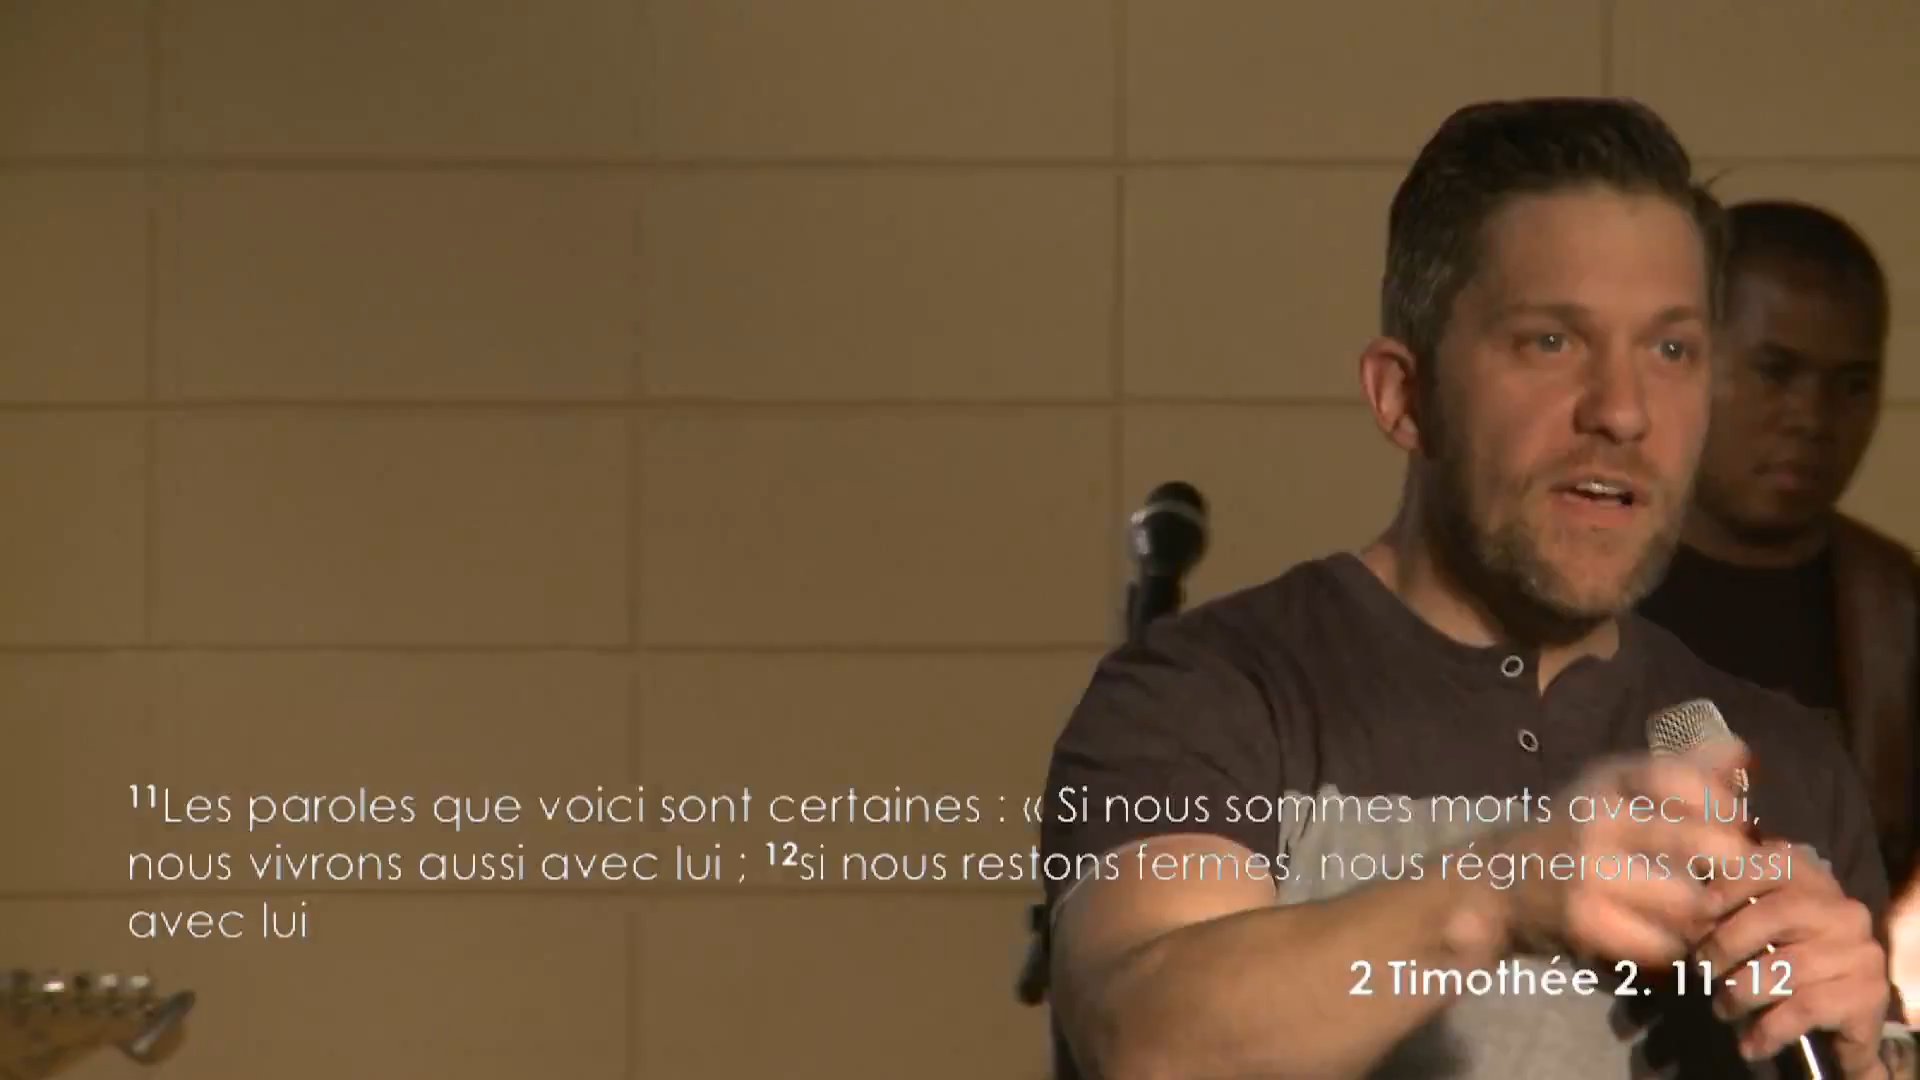 ¹¹Les paroles que voici sont certaines : « Si nous sommes morts avec lui,
nous vivrons aussi avec lui ; ¹²si nous restons fermes, nous régnerons aussi
avec lui
2 Timothée 2. 11-12